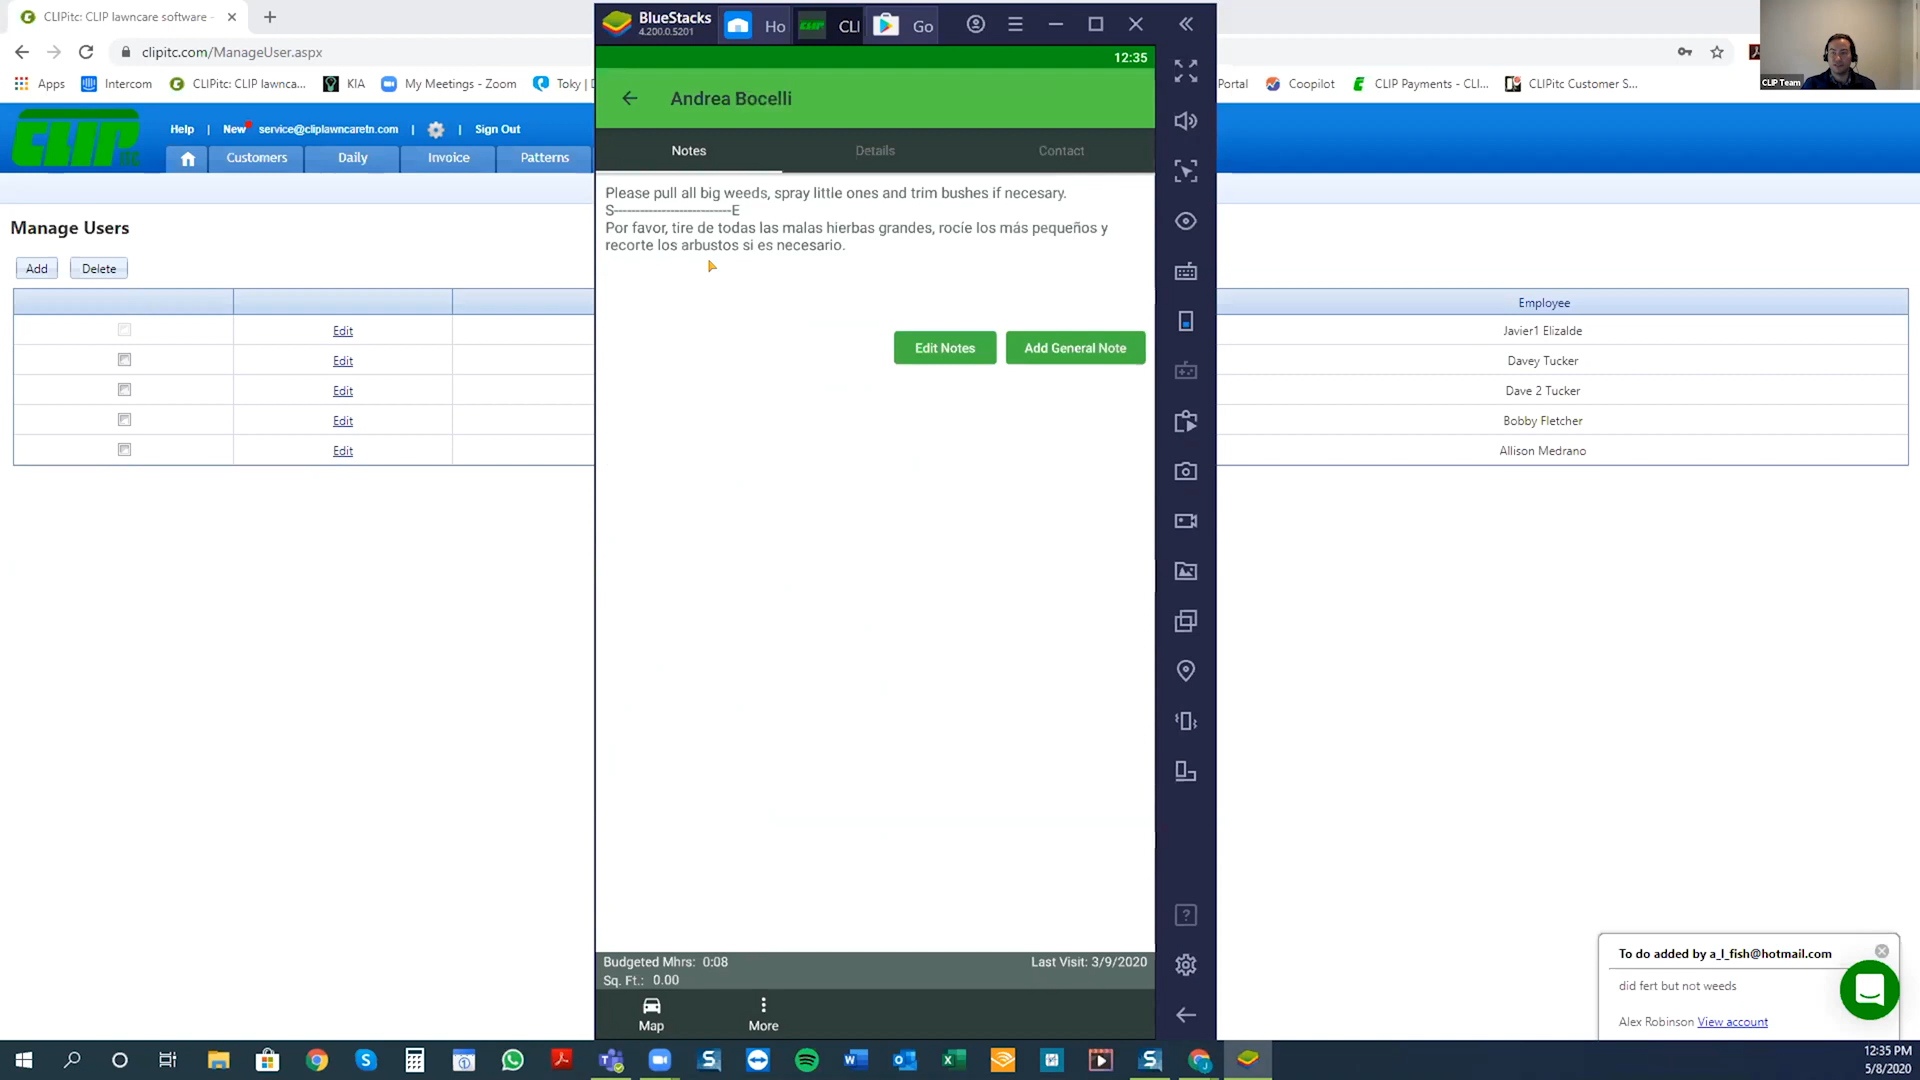 CLIPitc: CLIP lawncare software -
BlueStacks
4.200.0.5201
Ho
CLI
Go
clipitc.com/ManageUser.aspx
12:35
CLIP Team
Apps
Intercom
CLIPitc: CLIP lawnca...
KIA
My Meetings - Zoom
Toky |
Andrea Bocelli
Portal
Coopilot
CLIP Payments - CLI...
CLIPitc Customer S...
CLIP
ITC
Help
New
service@cliplawncaretn.com
Sign Out
Customers
Daily
Invoice
Patterns
Notes
Details
Contact
Manage Users
Add
Delete
Please pull all big weeds, spray little ones and trim bushes if necesary.
S---------------------------E
Por favor, tire de todas las malas hierbas grandes, rocíe los más pequeños y
recorte los arbustos si es necesario.
Edit Notes
Add General Note
Employee
Edit
Javier1 Elizalde
Edit
Davey Tucker
Edit
Dave 2 Tucker
Edit
Bobby Fletcher
Edit
Allison Medrano
Budgeted Mhrs: 0:08
Last Visit: 3/9/2020
Sq. Ft.: 0.00
Map
More
To do added by a_l_fish@hotmail.com
did fert but not weeds
Alex Robinson View account
12:35 PM
5/8/2020